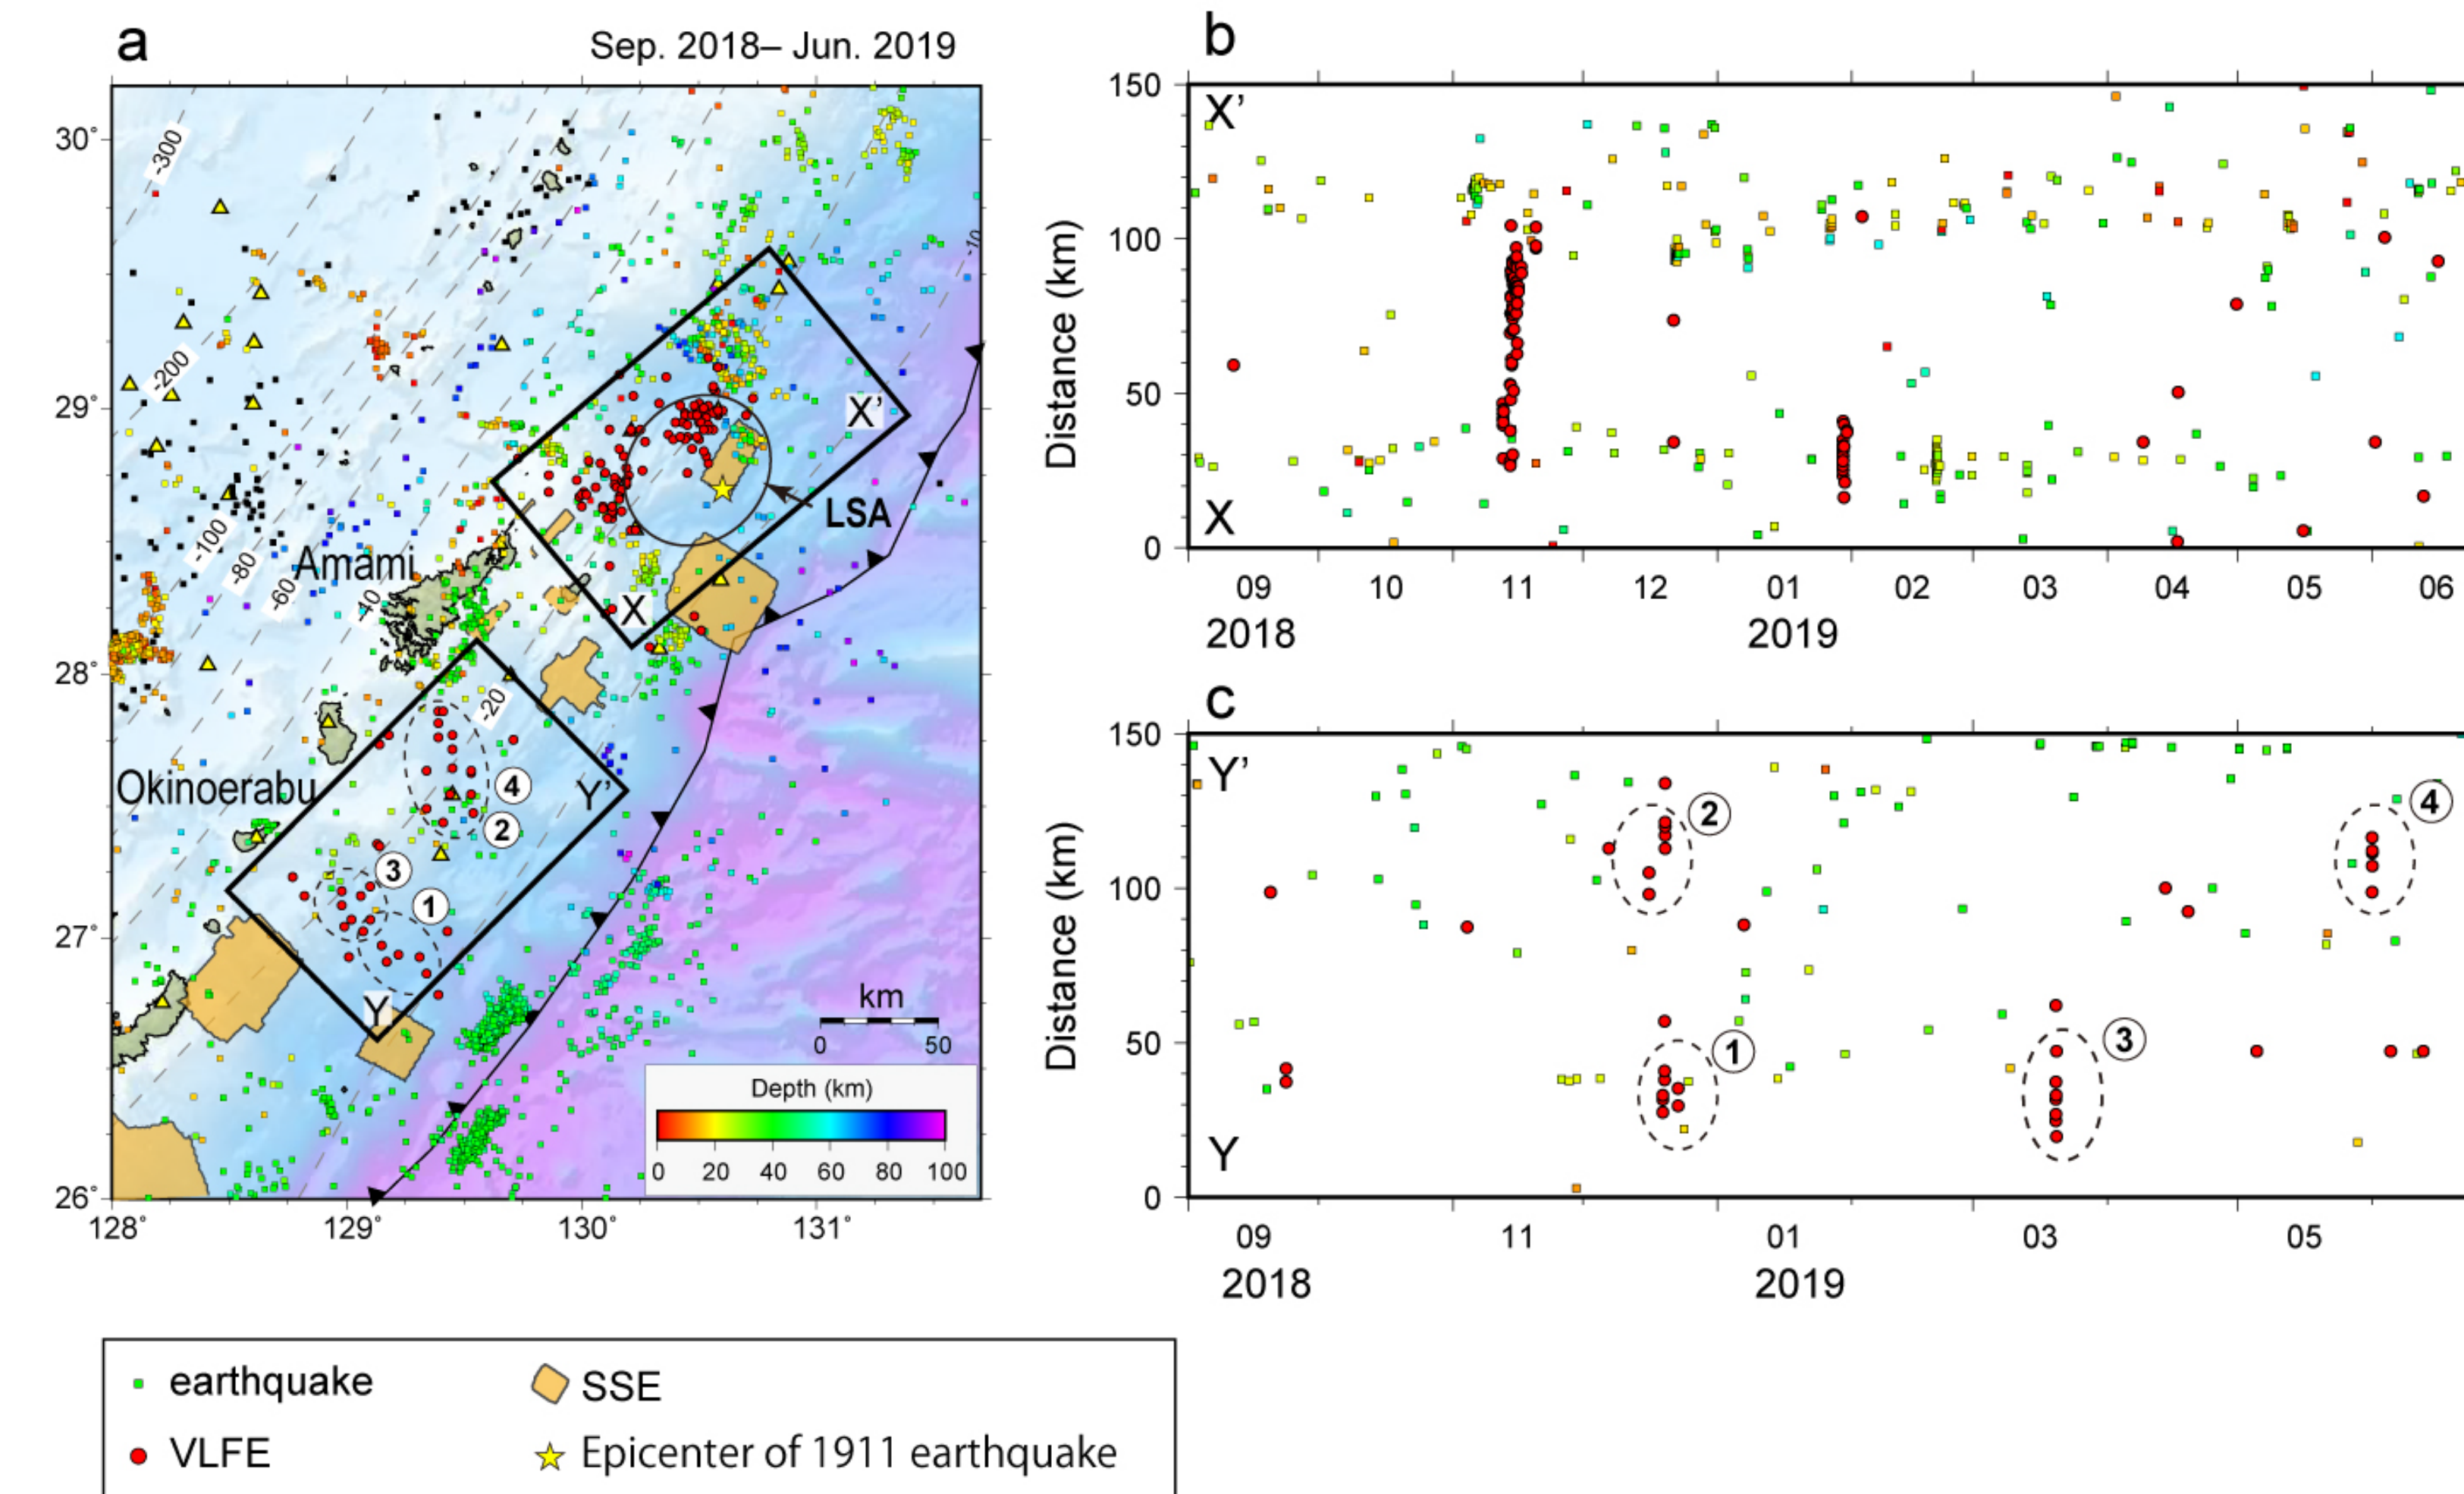 a
Sep. 2018– Jun. 2019
30°
29°
28°
27°
26°
128°
129°
130°
131°
-300
-200
-100
-80
-60
-40
-20
-10
Amami
Okinoerabu
X'
X
LSA
Y'
Y
4
2
3
1
km
0 50
Depth (km)
0 20 40 60 80 100
b
150
100
50
0
Distance (km)
X'
X
09 10 11 12 01 02 03 04 05 06
2018 2019
c
150
100
50
0
Distance (km)
Y'
Y
2
4
1
3
09 11 01 03 05
2018 2019
earthquake
SSE
VLFE
Epicenter of 1911 earthquake